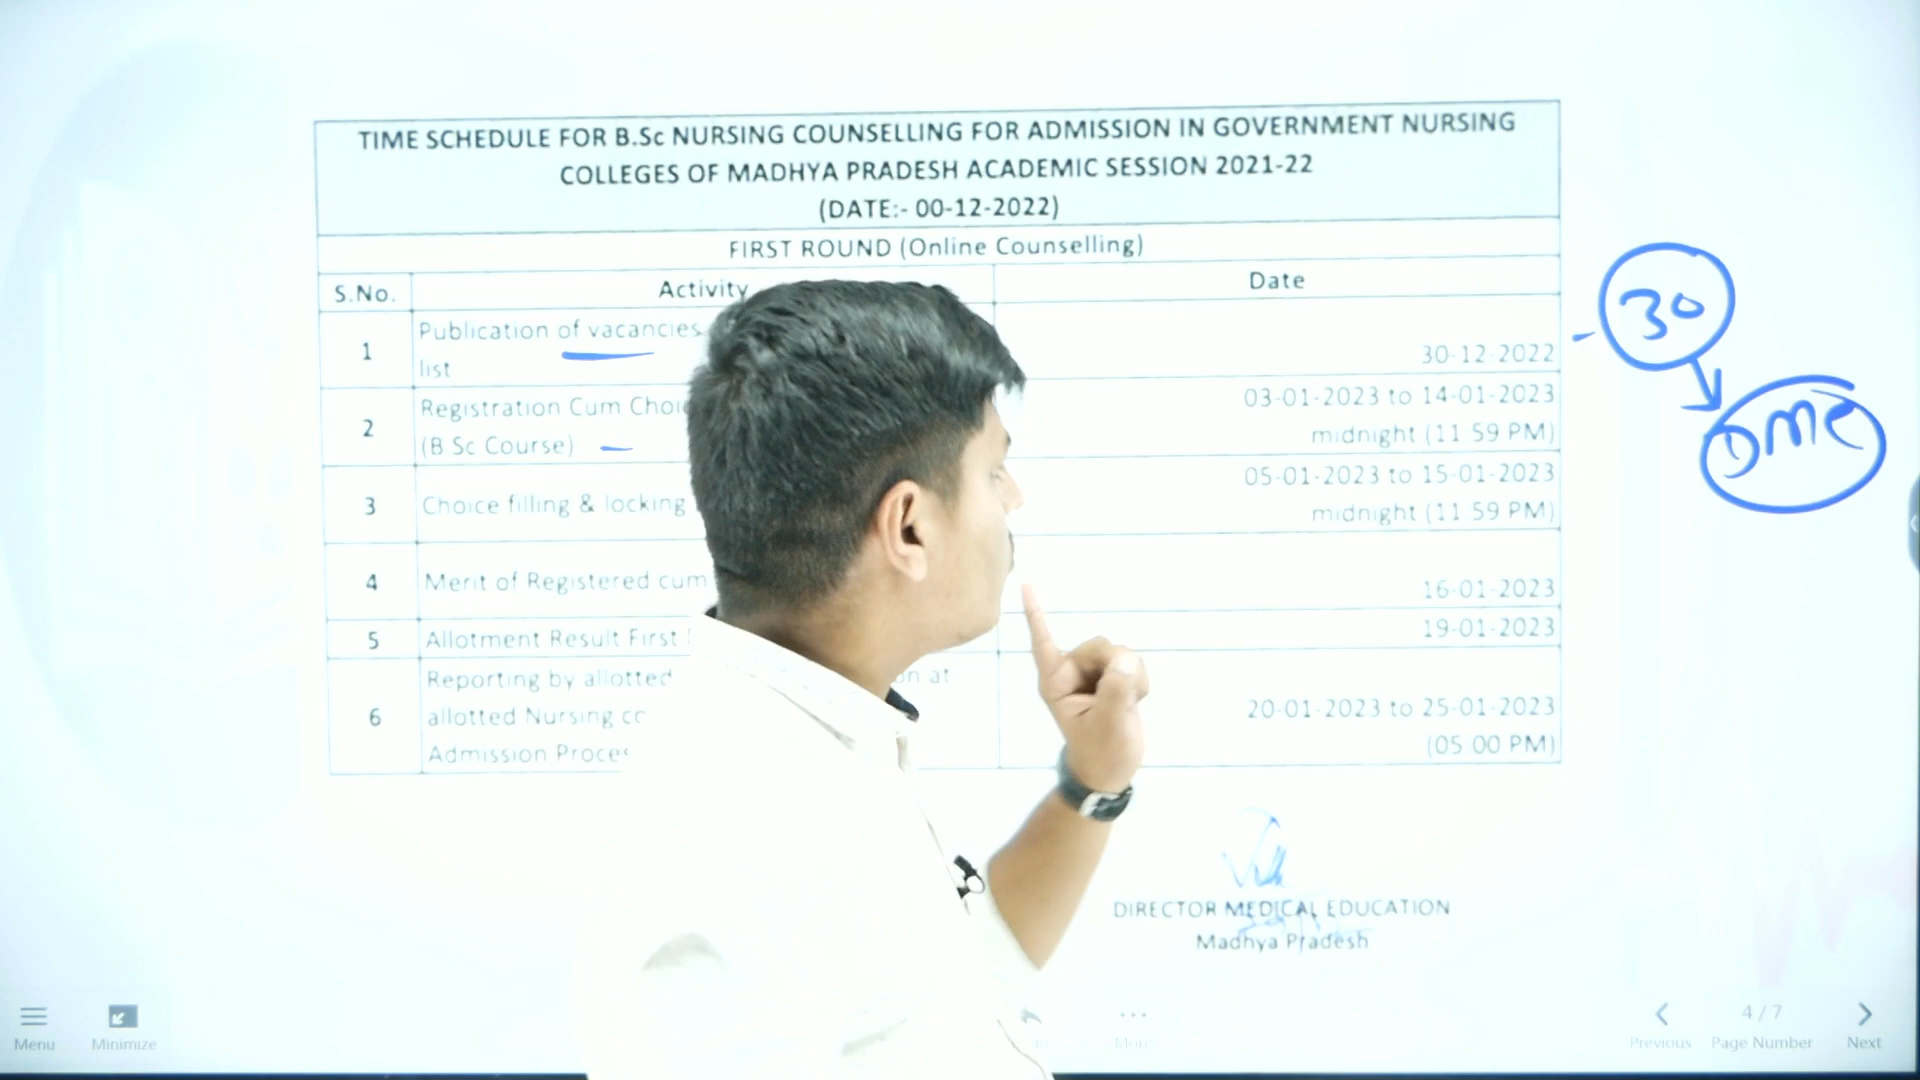 TIME SCHEDULE FOR B.Sc NURSING COUNSELLING FOR ADMISSION IN GOVERNMENT NURSING
COLLEGES OF MADHYA PRADESH ACADEMIC SESSION 2021-22
(DATE:- 00-12-2022)
FIRST ROUND (Online Counselling)
S.No. Activity Date
1 Publication of vacancies
list 30-12-2022
2 Registration Cum 03-01-2023 to 14-01-2023
(B Sc Course) midnight (11 59 PM)
3 Choice filling & locking 05-01-2023 to 15-01-2023
midnight (11 59 PM)
4 Merit of Registered cum 16-01-2023
5 Allotment Result First 19-01-2023
Reporting by allotted at
6 allotted Nursing 20-01-2023 to 25-01-2023
Admission (05 00 PM)
30
DME
DIRECTOR MEDICAL EDUCATION
Madhya Pradesh
Menu
Minimize
More
Previous
4 / 7
Page Number
Next